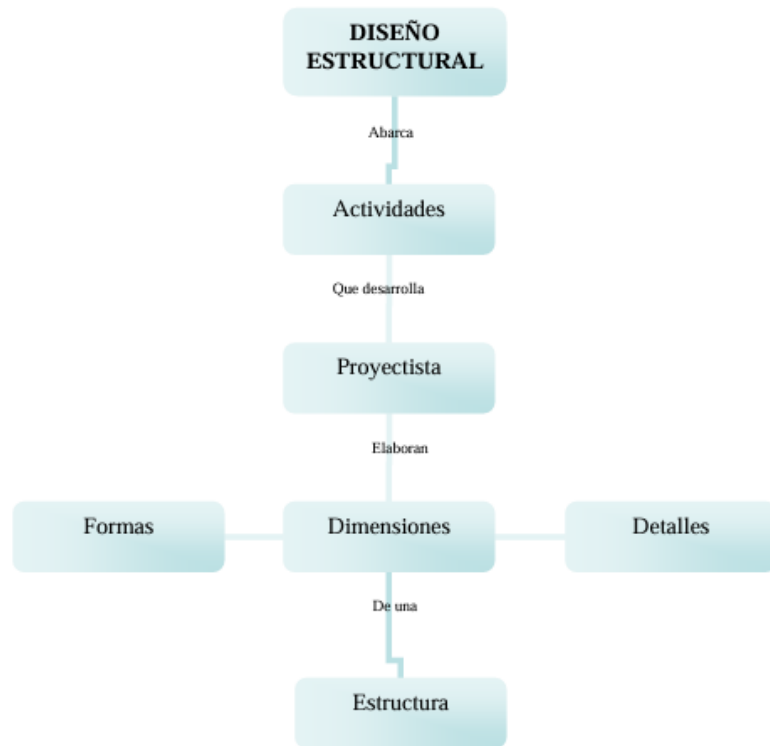 DISEÑO
ESTRUCTURAL
Abarca
Actividades
Que desarrolla
Proyectista
Elaboran
Formas
Dimensiones
Detalles
De una
Estructura